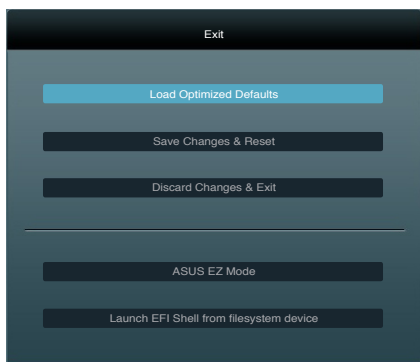 Exit
Load Optimized Defaults
Save Changes & Reset
Discard Changes & Exit
ASUS EZ Mode
Launch EFI Shell from filesystem device